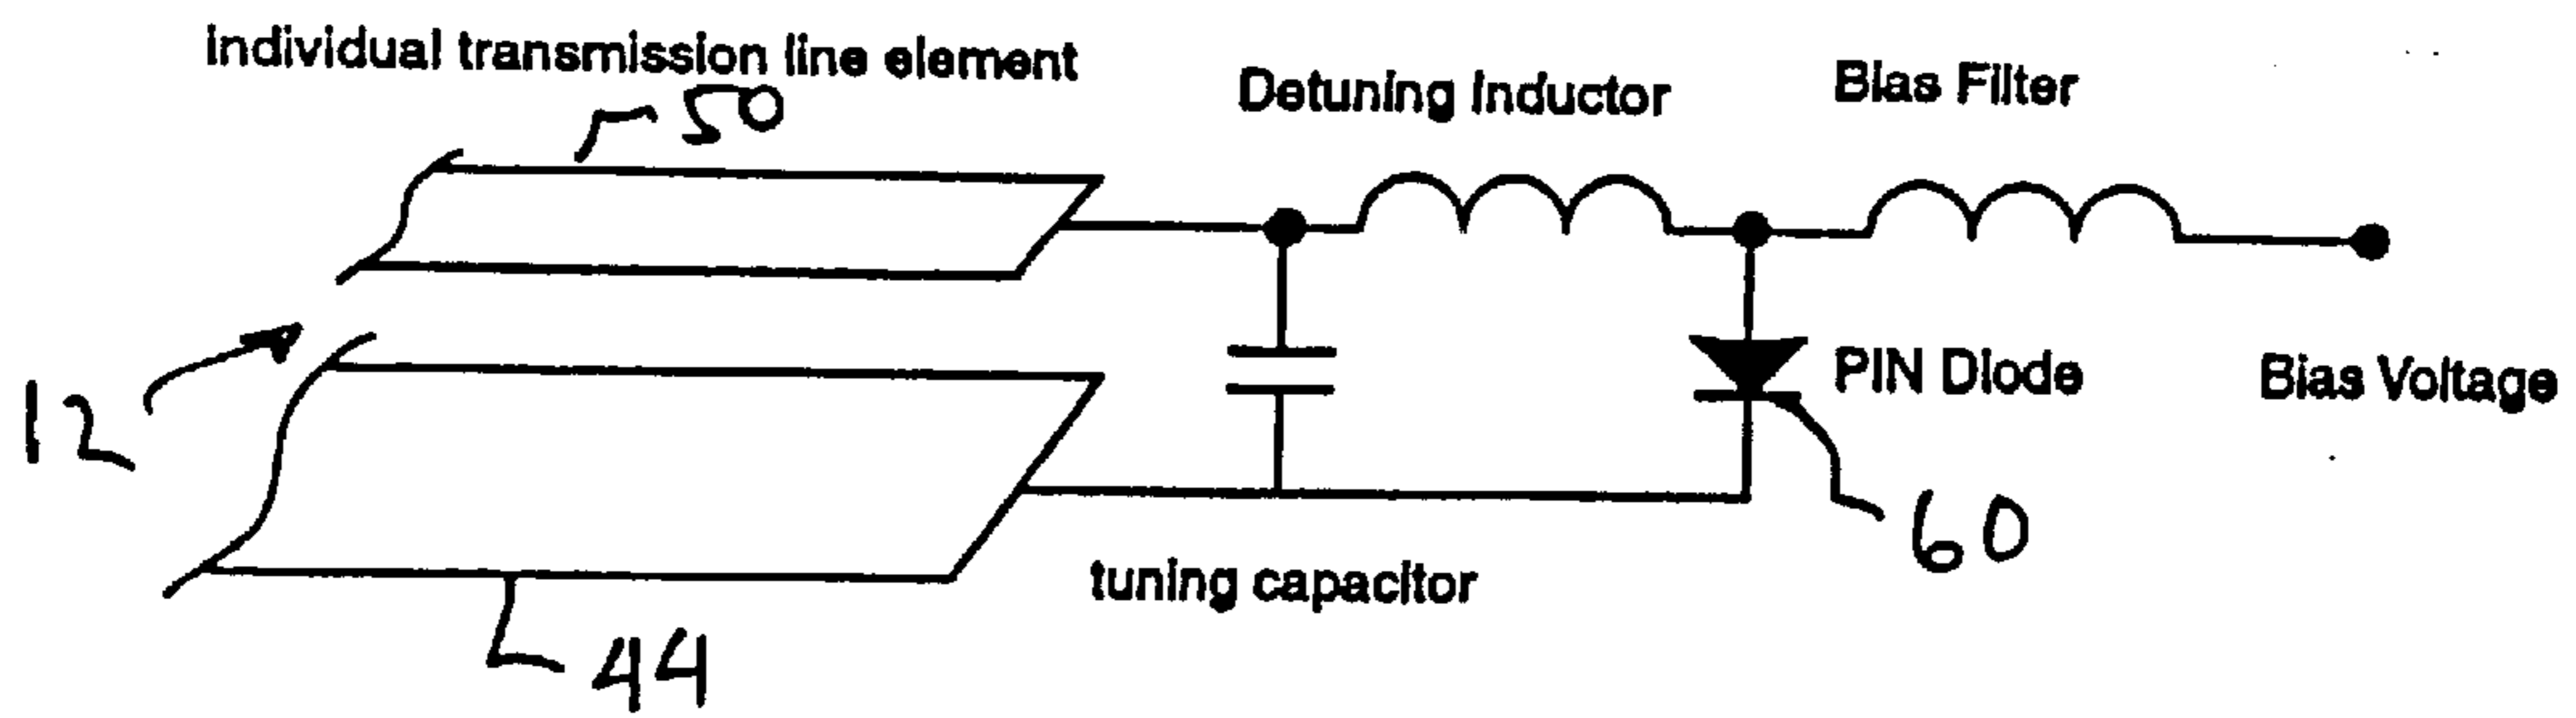 Individual transmission line element
50
Detuning Inductor
Bias Filter
12
PIN Diode
Bias Voltage
60
tuning capacitor
44